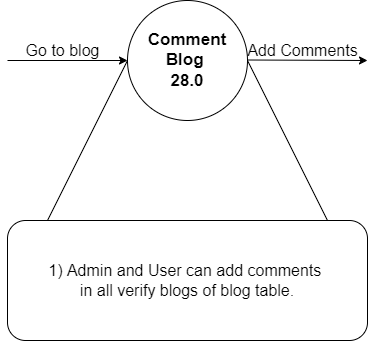 Go to blog
Comment
Blog
28.0
Add Comments
1) Admin and User can add comments
in all verify blogs of blog table.